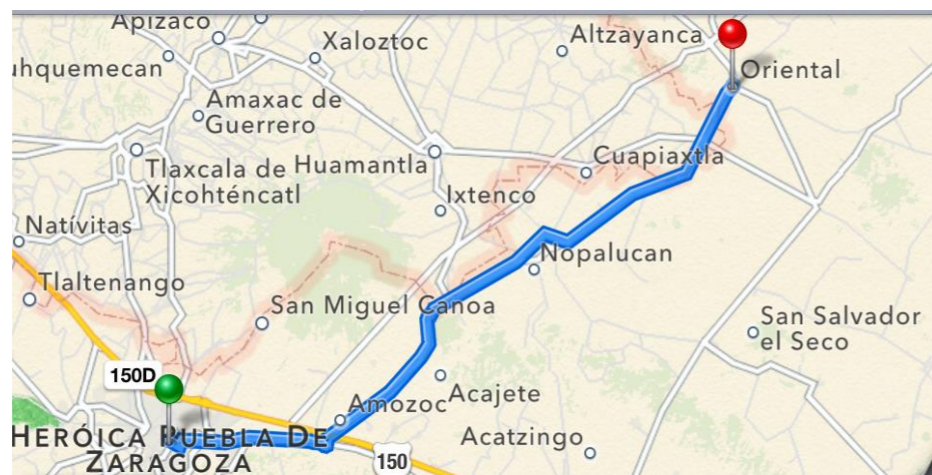 Apizaco
Xaloztoc
Altzayanca
uhquemecan
Oriental
Amaxac de
Guerrero
Tlaxcala de
Xicohténcatl
Huamantla
Cuapiaxtla
Ixtenco
Natívitas
Nopalucan
Tlaltenango
San Miguel Canoa
San Salvador
el Seco
150D
Acajete
Amozoc
HERÓICA PUEBLA DE
ZARAGOZA
Acatzingo
150